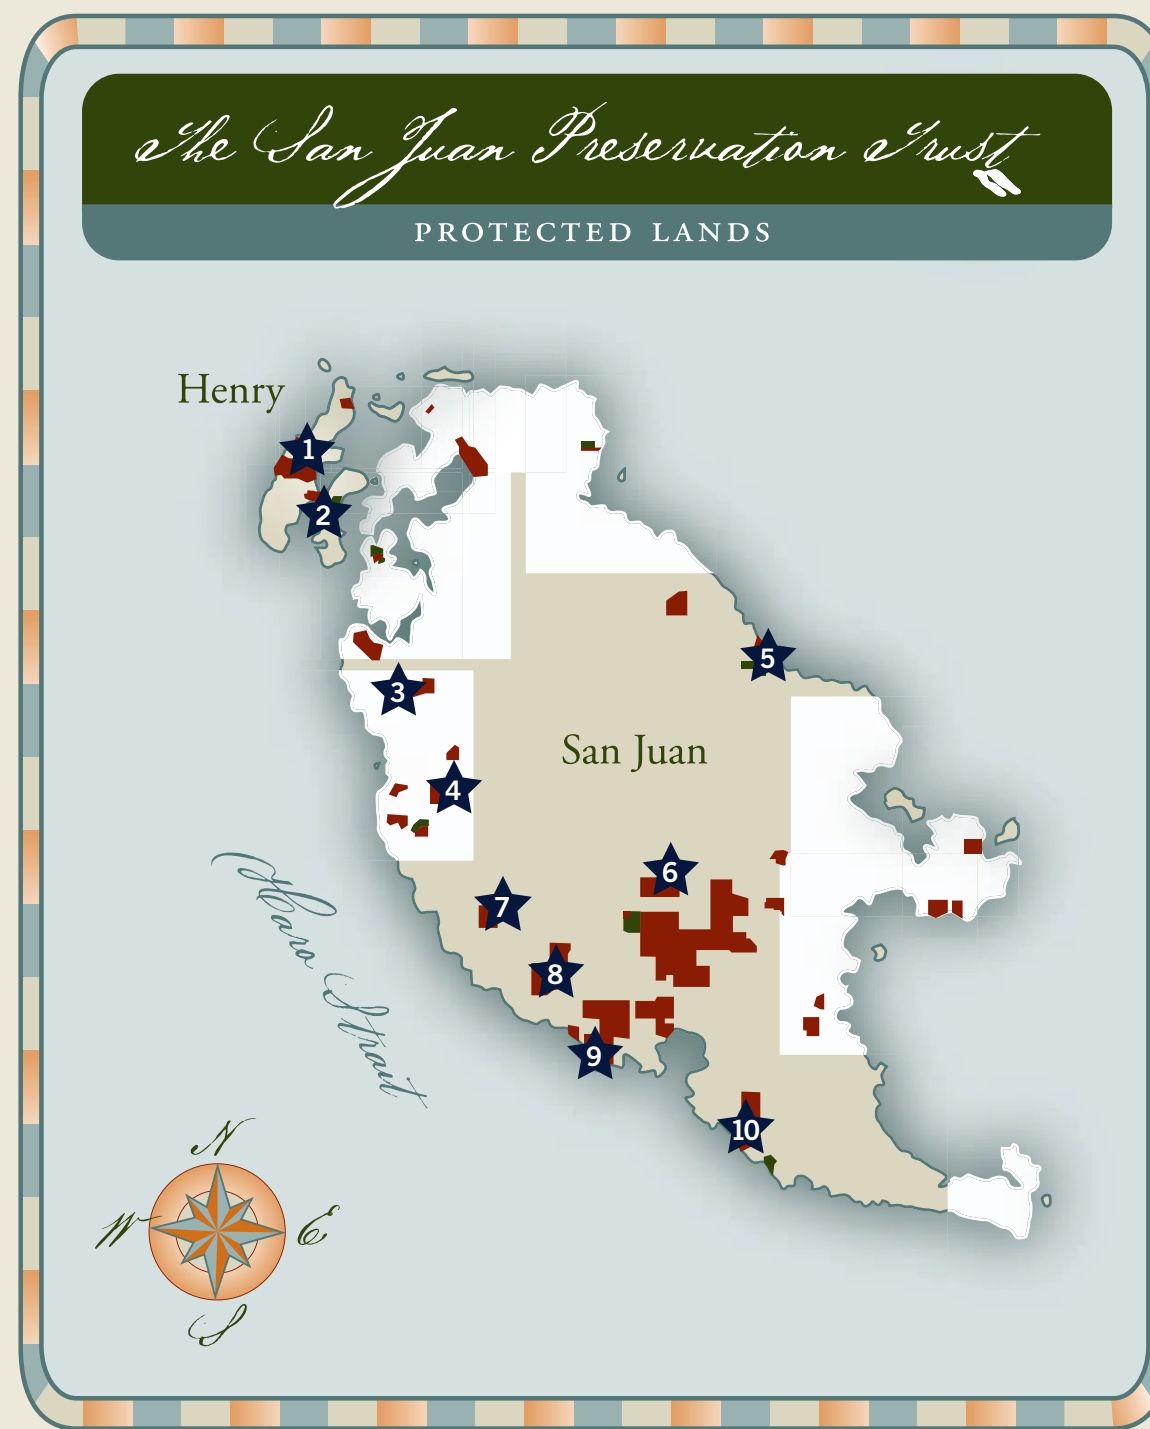 The San Juan Preservation Trust
PROTECTED LANDS
Henry
1
2
3
5
San Juan
4
6
7
8
9
10
Haro Strait
N
W
E
S